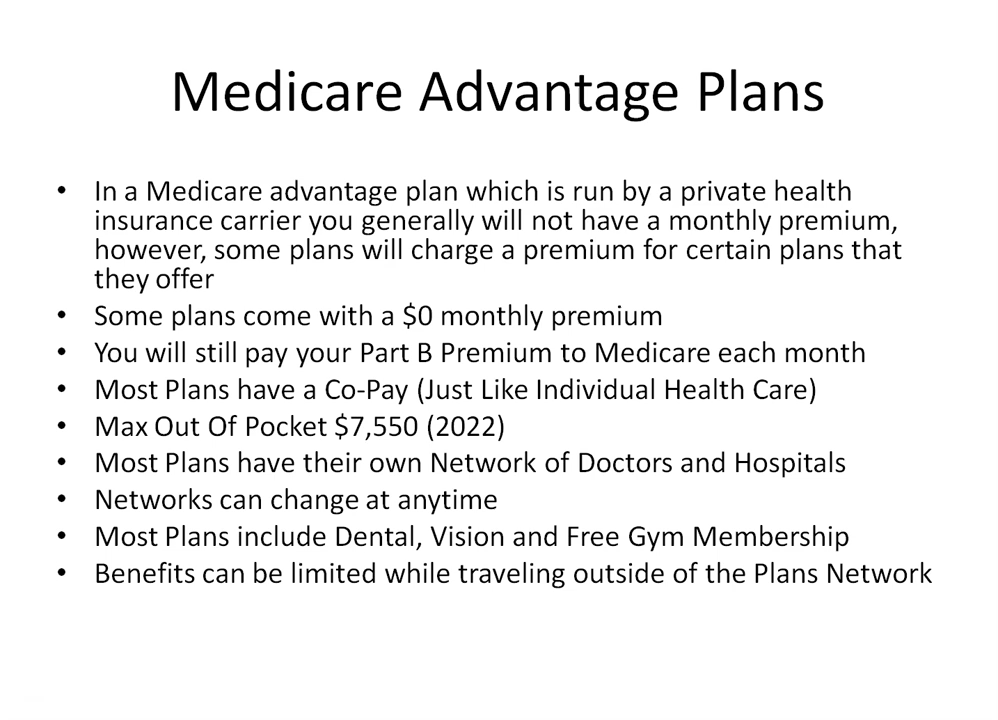 Medicare Advantage Plans
• In a Medicare advantage plan which is run by a private health
insurance carrier you generally will not have a monthly premium,
however, some plans will charge a premium for certain plans that
they offer
• Some plans come with a $0 monthly premium
• You will still pay your Part B Premium to Medicare each month
• Most Plans have a Co-Pay (Just Like Individual Health Care)
• Max Out Of Pocket $7,550 (2022)
• Most Plans have their own Network of Doctors and Hospitals
• Networks can change at anytime
• Most Plans include Dental, Vision and Free Gym Membership
• Benefits can be limited while traveling outside of the Plans Network